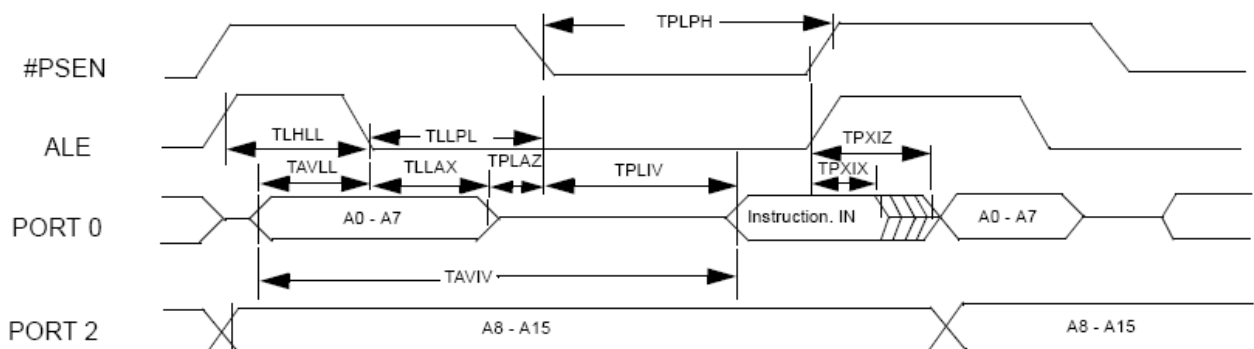 TPLPH
#PSEN
ALE
TLHLL
TLLPL
TPXIZ
TAVLL
TLLAX
TPLAZ
TPLIV
TPXIX
PORT 0
A0 - A7
Instruction. IN
A0 - A7
TAVIV
PORT 2
A8 - A15
A8 - A15